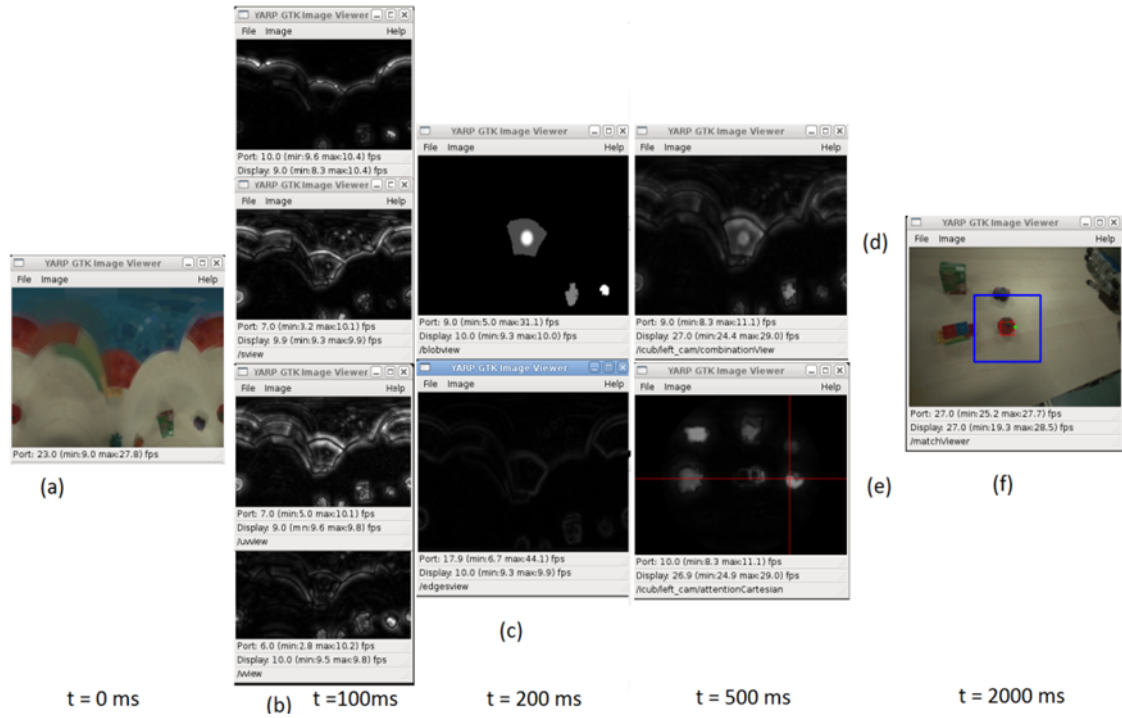 YARP GTK Image Viewer
File Image Help
Port: 23.0 (min:9.0 max:27.8) fps
(a)
YARP GTK Image Viewer
File Image Help
Port: 10.0 (min:9.6 max:10.4) fps
Display: 9.0 (min:8.3 max:10.4) fps
YARP GTK Image Viewer
File Image Help
Port: 7.0 (min:3.2 max:10.1) fps
Display: 9.9 (min:9.3 max:9.9) fps
/sview
YARP GTK Image Viewer
File Image Help
Port: 7.0 (min:5.0 max:10.1) fps
Display: 9.0 (min:9.6 max:9.8) fps
/uvview
Port: 6.0 (min:2.8 max:10.2) fps
Display: 10.0 (min:9.5 max:9.8) fps
/vview
YARP GTK Image Viewer
File Image Help
Port: 9.0 (min:5.0 max:31.1) fps
Display: 10.0 (min:9.3 max:10.0) fps
/blobview
YARP GTK Image Viewer
File Image Help
Port: 17.9 (min:6.7 max:44.1) fps
Display: 10.0 (min:9.3 max:9.9) fps
/edgesview
(c)
YARP GTK Image Viewer
File Image Help
Port: 9.0 (min:8.3 max:11.1) fps
Display: 27.0 (min:24.4 max:29.0) fps
/icub/left_cam/combinationView
(d)
YARP GTK Image Viewer
File Image Help
Port: 10.0 (min:8.3 max:11.1) fps
Display: 26.9 (min:24.9 max:29.0) fps
/icub/left_cam/attentionCartesian
(e)
YARP GTK Image Viewer
File Image Help
Port: 27.0 (min:25.2 max:27.7) fps
Display: 27.0 (min:19.3 max:28.5) fps
/matchViewer
(f)
t = 0 ms
(b) t =100ms
t = 200 ms
t = 500 ms
t = 2000 ms